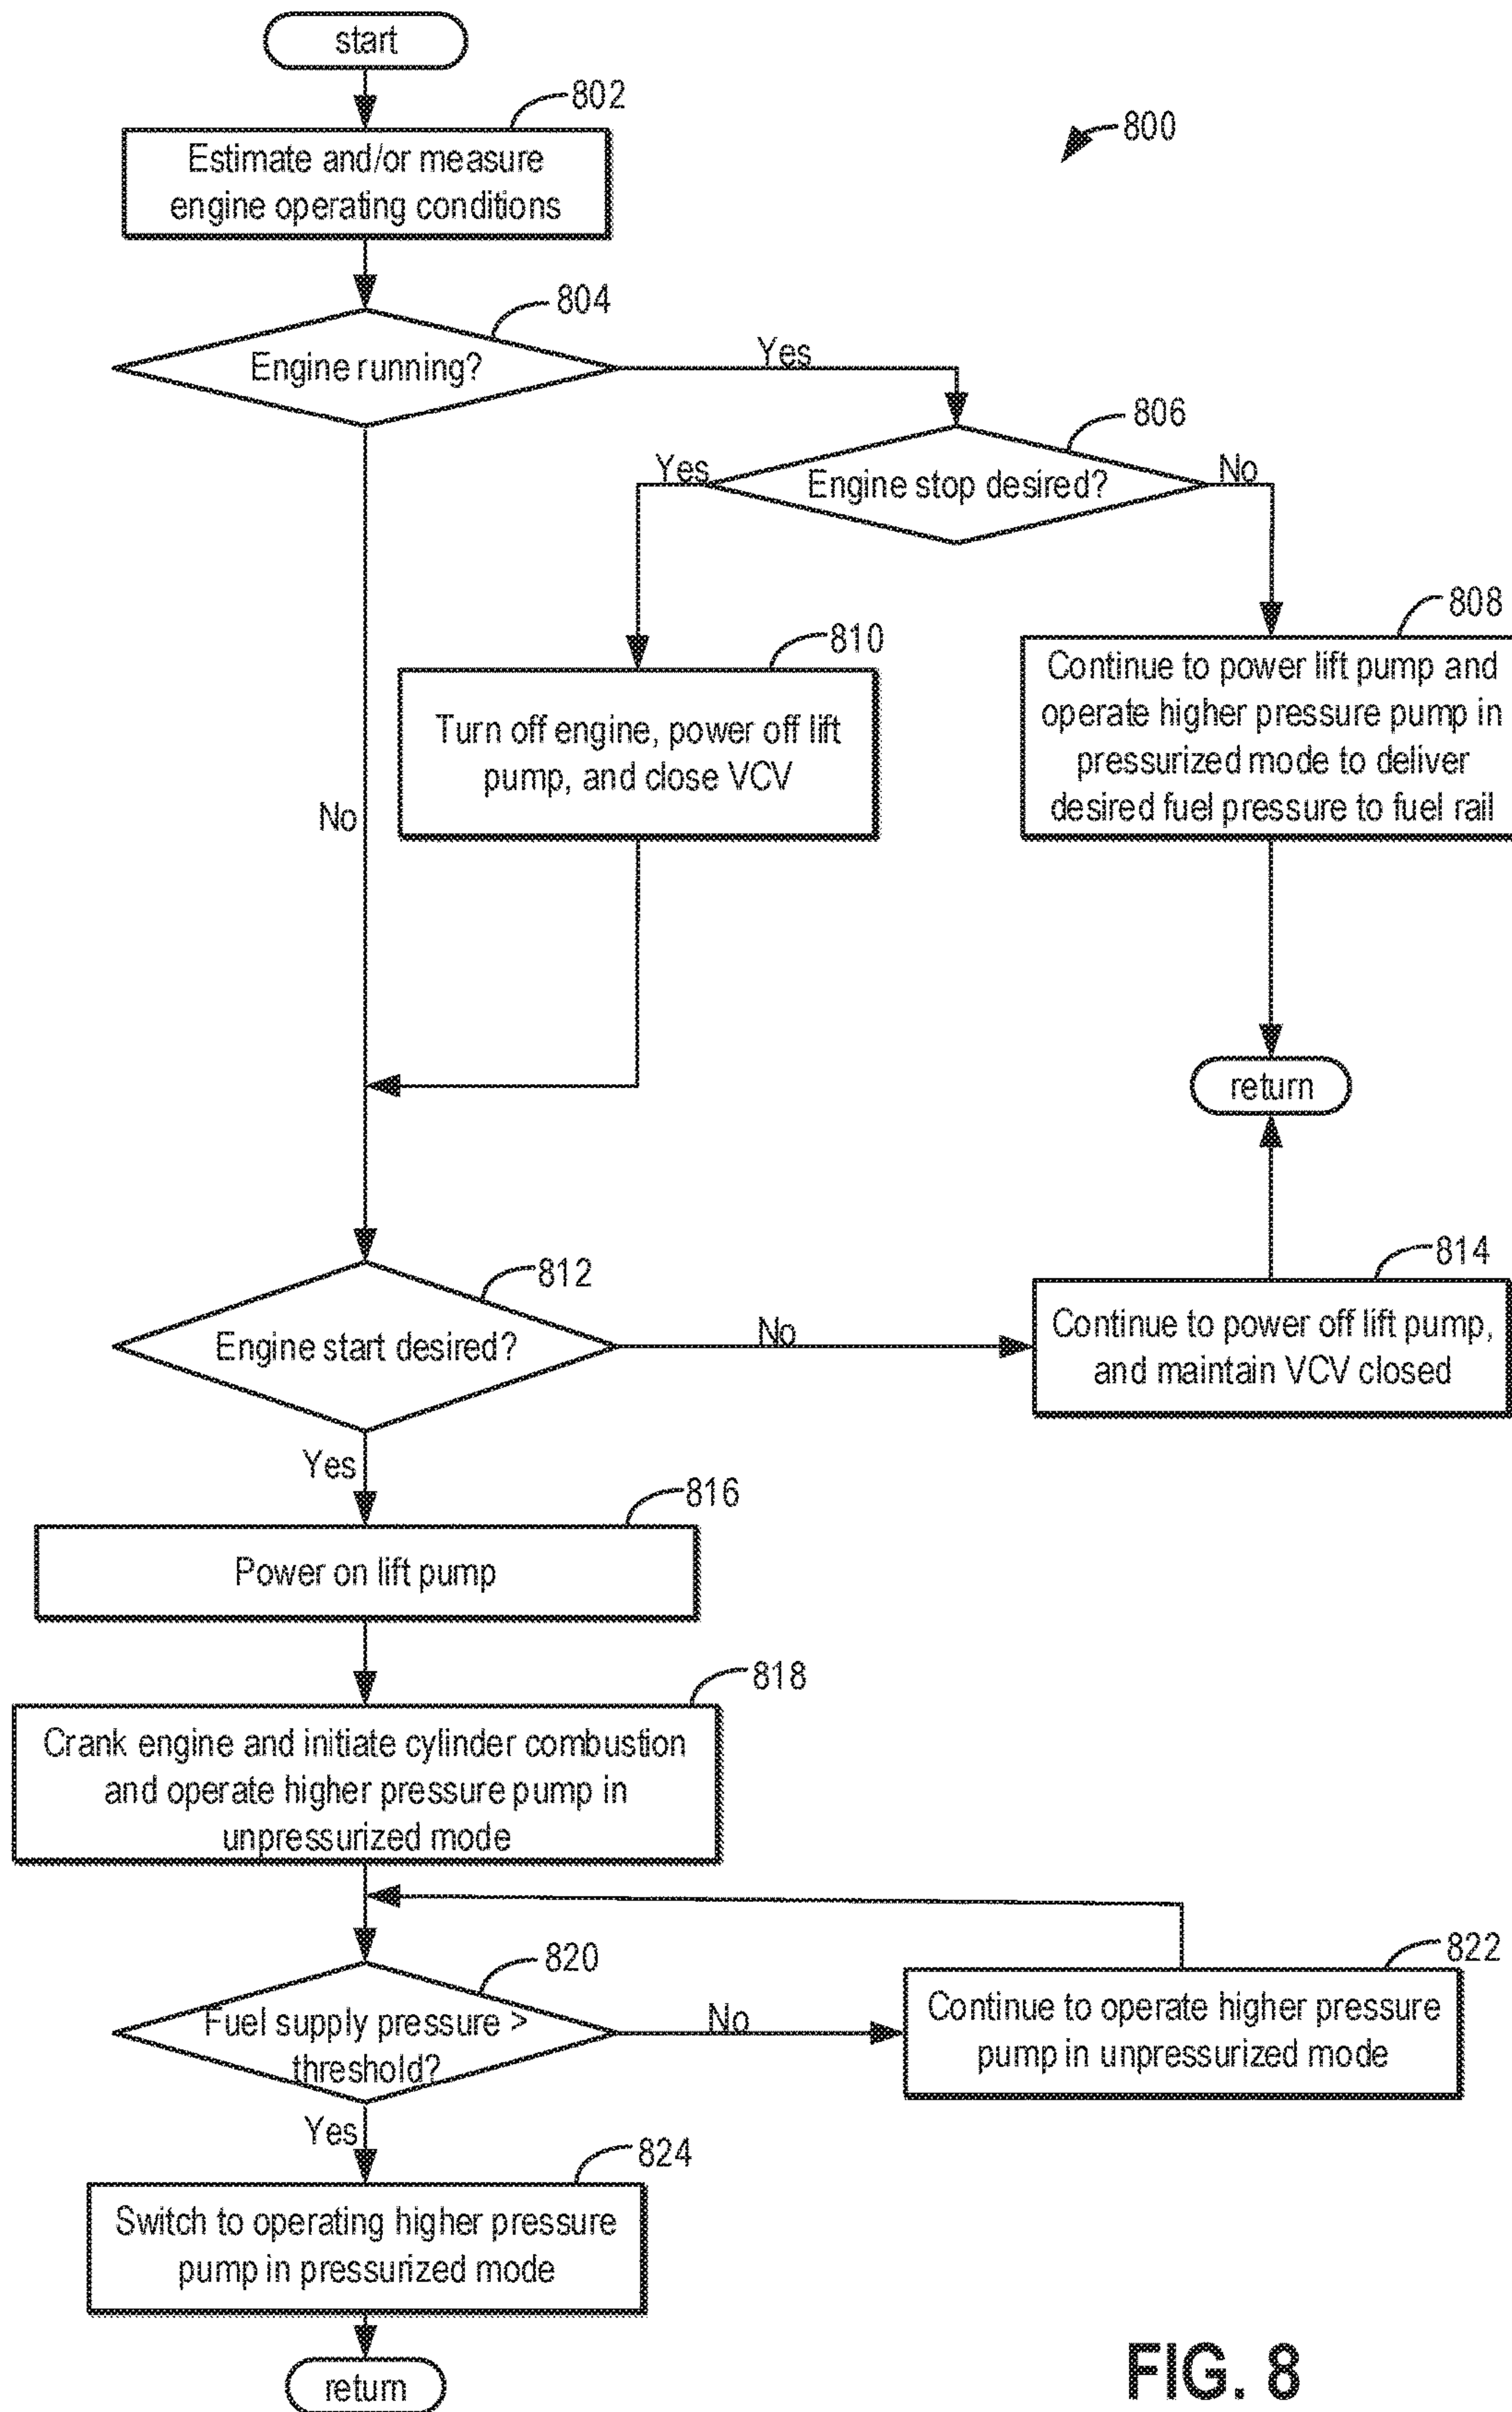 start
802
800
Estimate and/or measure
engine operating conditions
804
Engine running?
Yes
806
Engine stop desired?
Yes
No
808
Continue to power lift pump and
operate higher pressure pump in
pressurized mode to deliver
desired fuel pressure to fuel rail
810
Turn off engine, power off lift
pump, and close VCV
No
return
812
Engine start desired?
No
814
Continue to power off lift pump,
and maintain VCV closed
Yes
816
Power on lift pump
818
Crank engine and initiate cylinder combustion
and operate higher pressure pump in
unpressurized mode
820
Fuel supply pressure >
threshold?
No
822
Continue to operate higher pressure
pump in unpressurized mode
Yes
824
Switch to operating higher pressure
pump in pressurized mode
return
FIG. 8